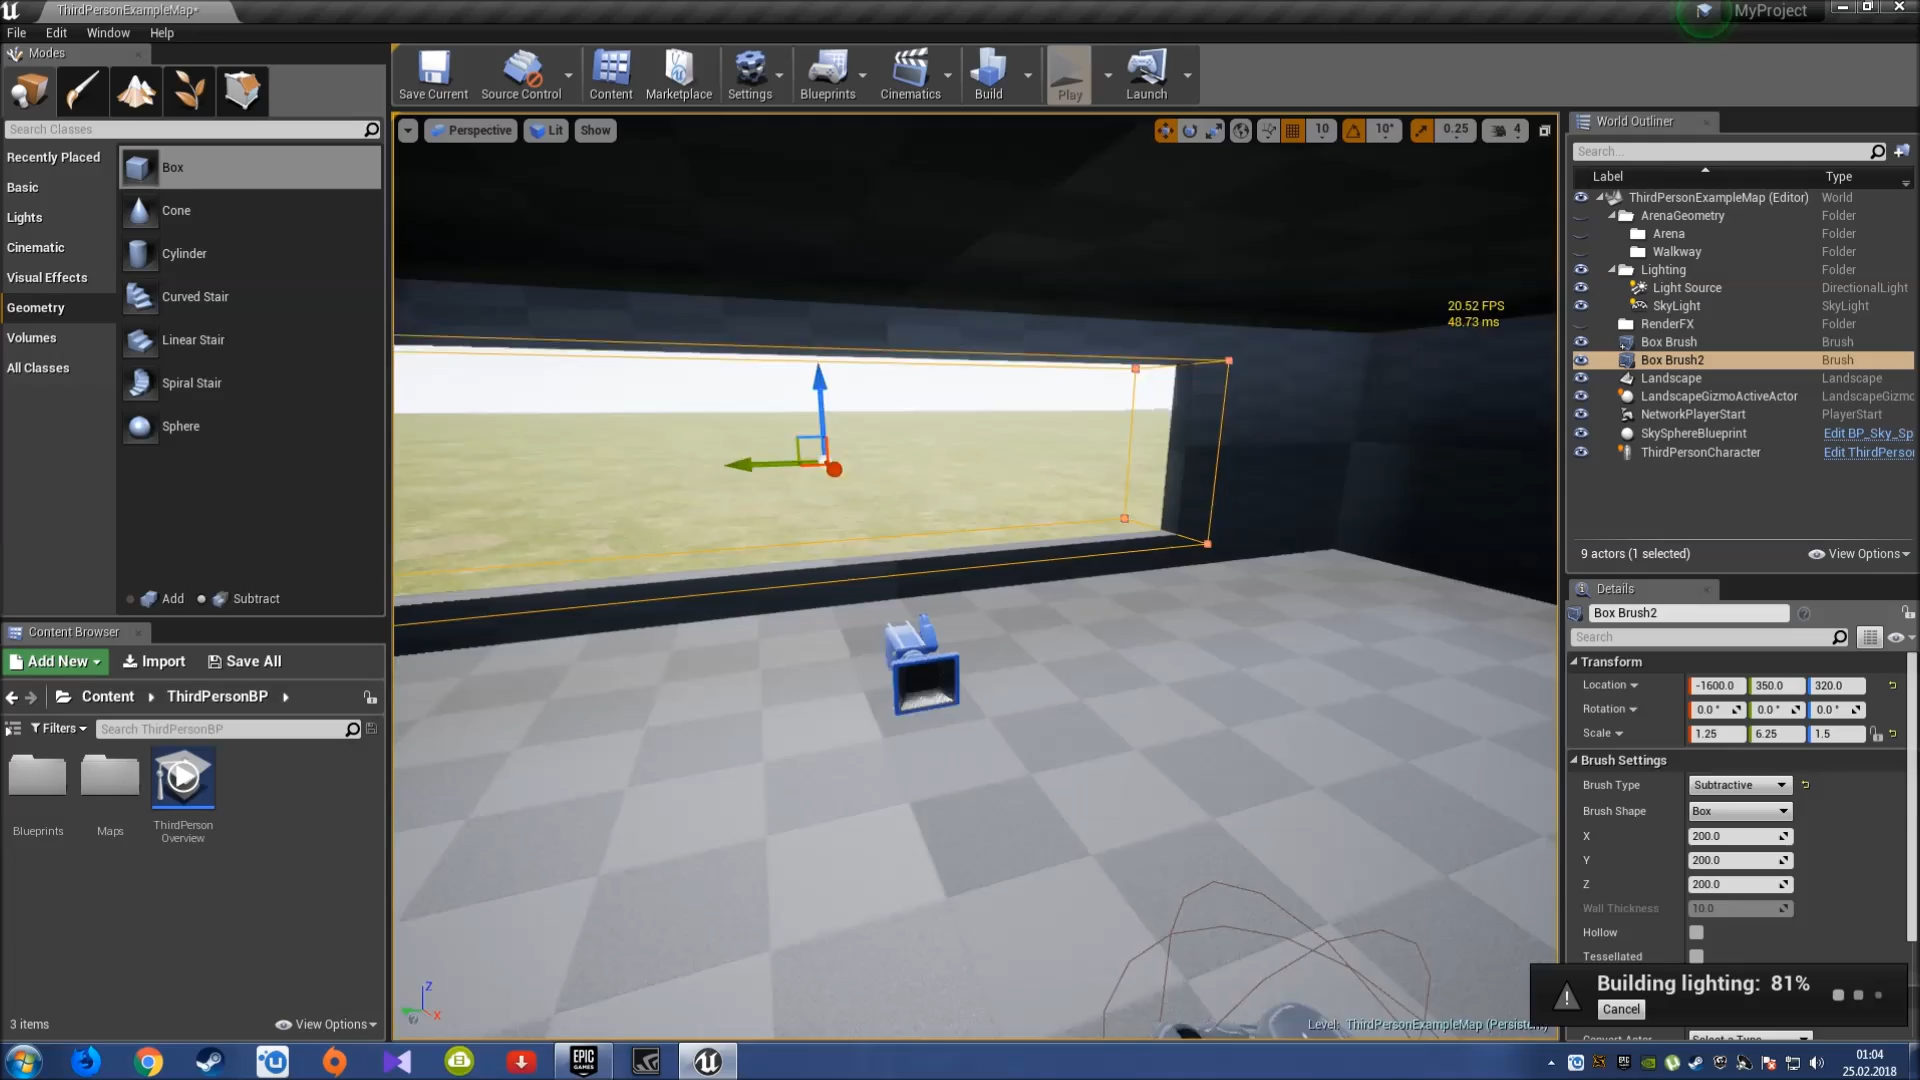 ThirdPersonExampleMap*
MyProject
File Edit Window Help
Modes
Save Current
Source Control
Content
Marketplace
Settings
Blueprints
Cinematics
Build
Play
Launch
Search Classes
Recently Placed
Basic
Lights
Cinematic
Visual Effects
Geometry
Volumes
All Classes
Box
Cone
Cylinder
Curved Stair
Linear Stair
Spiral Stair
Sphere
Add
Subtract
Perspective
Lit
Show
10
10°
0.25
4
20.52 FPS
48.73 ms
Level: ThirdPersonExampleMap (Persistent)
World Outliner
Search...
Label Type
ThirdPersonExampleMap (Editor) World
ArenaGeometry Folder
Arena Folder
Walkway Folder
Lighting Folder
Light Source DirectionalLight
SkyLight SkyLight
RenderFX Folder
Box Brush Brush
Box Brush2 Brush
Landscape Landscape
LandscapeGizmoActiveActor LandscapeGizmo
NetworkPlayerStart PlayerStart
SkySphereBlueprint Edit BP_Sky_Sp
ThirdPersonCharacter Edit ThirdPerso
9 actors (1 selected)
View Options
Details
Box Brush2
Search
Transform
Location -1600.0 350.0 320.0
Rotation 0.0° 0.0° 0.0°
Scale 1.25 6.25 1.5
Brush Settings
Brush Type Subtractive
Brush Shape Box
X 200.0
Y 200.0
Z 200.0
Wall Thickness 10.0
Hollow
Tessellated
Building lighting: 81%
Cancel
Convert Actor Select a Type
Content Browser
Add New
Import
Save All
Content
ThirdPersonBP
Filters
Search ThirdPersonBP
Blueprints
Maps
ThirdPerson
Overview
3 items
View Options
Z
X
EPIC
GAMES
01:04
25.02.2018